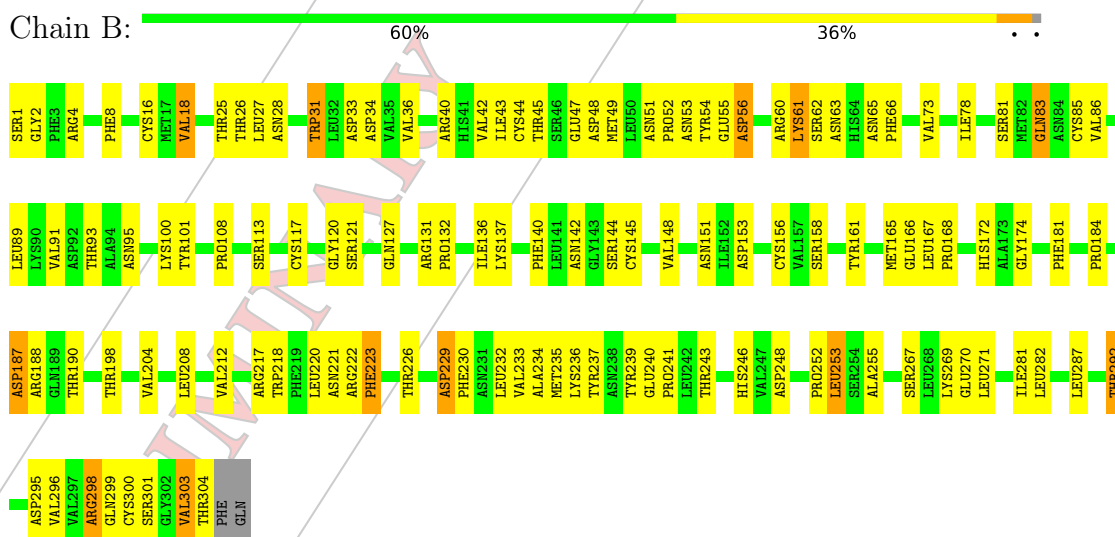 Chain B:
60% 36% • •
SER1 GLY2 PHE3 ARG4 PHE8 CYS16 MET17 VAL18 THR25 THR26 LEU27 ASN28 TRP31 LEU32 ASP33 ASP34 VAL35 VAL36 ARG40 HIS41 VAL42 ILE43 CYS44 THR45 SER46 GLU47 ASP48 MET49 LEU50 ASN51 PRO52 ASN53 TYR54 GLU55 ASP56 ARG60 LYS61 SER62 ASN63 HIS64 ASN65 PHE66 VAL73 ILE78 SER81 MET82 GLN83 ASN84 CYS85 VAL86
LEU89 LYS90 VAL91 ASP92 THR93 ALA94 ASN95 LYS100 TYR101 PRO108 SER113 CYS117 GLY120 SER121 GLN127 ARG131 PRO132 ILE136 LYS137 PHE140 LEU141 ASN142 GLY143 SER144 CYS145 VAL148 ASN151 ILE152 ASP153 CYS156 VAL157 SER158 TYR161 MET165 GLU166 LEU167 PRO168 HIS172 ALA173 GLY174 PHE181 PRO184
ASP187 ARG188 GLN189 THR190 THR198 VAL204 LEU208 VAL212 ARG217 TRP218 PHE219 LEU220 ASN221 ARG222 PHE223 THR226 ASP229 PHE230 ASN231 LEU232 VAL233 ALA234 MET235 LYS236 TYR237 ASN238 TYR239 GLU240 PRO241 LEU242 THR243 HIS246 VAL247 ASP248 PRO252 LEU253 SER254 ALA255 SER267 LEU268 LYS269 GLU270 LEU271 ILE281 LEU282 LEU287
ASP295 VAL296 VAL297 ARG298 GLN299 CYS300 SER301 GLY302 VAL303 THR304 PHE GLN